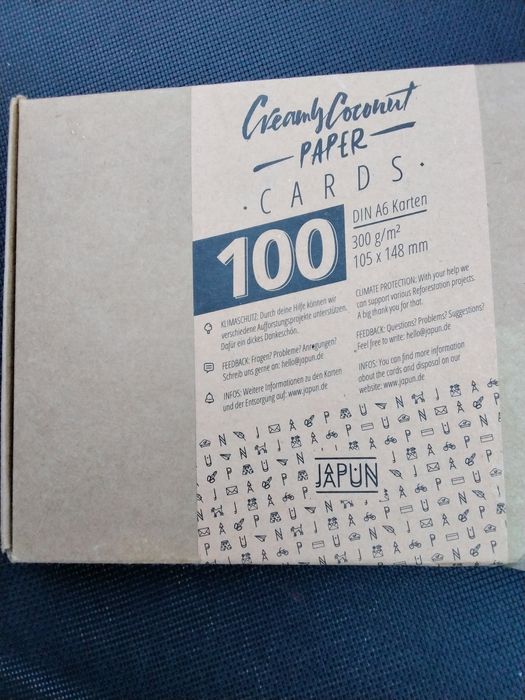 Creamy Coconut
PAPER
· CARDS ·
100
DIN A6 Karten
300 g/m²
105 x 148 mm
KLIMASCHUTZ: Durch deine Hilfe können wir
verschiedene Aufforstungsprojekte unterstützen.
Dafür ein dickes Dankeschön.
FEEDBACK: Fragen? Probleme? Anregungen?
Schreib uns gerne an: hello@japun.de
INFOS: Weitere Informationen zu den Karten
und der Entsorgung auf: www.japun.de
CLIMATE PROTECTION: With your help we
can support various Reforestation projects.
A big thank you for that.
FEEDBACK: Questions? Problems? Suggestions?
Feel free to write: hello@japun.de
INFOS: You can find more information
about the cards and disposal on our
website: www.japun.de
JAPÜN